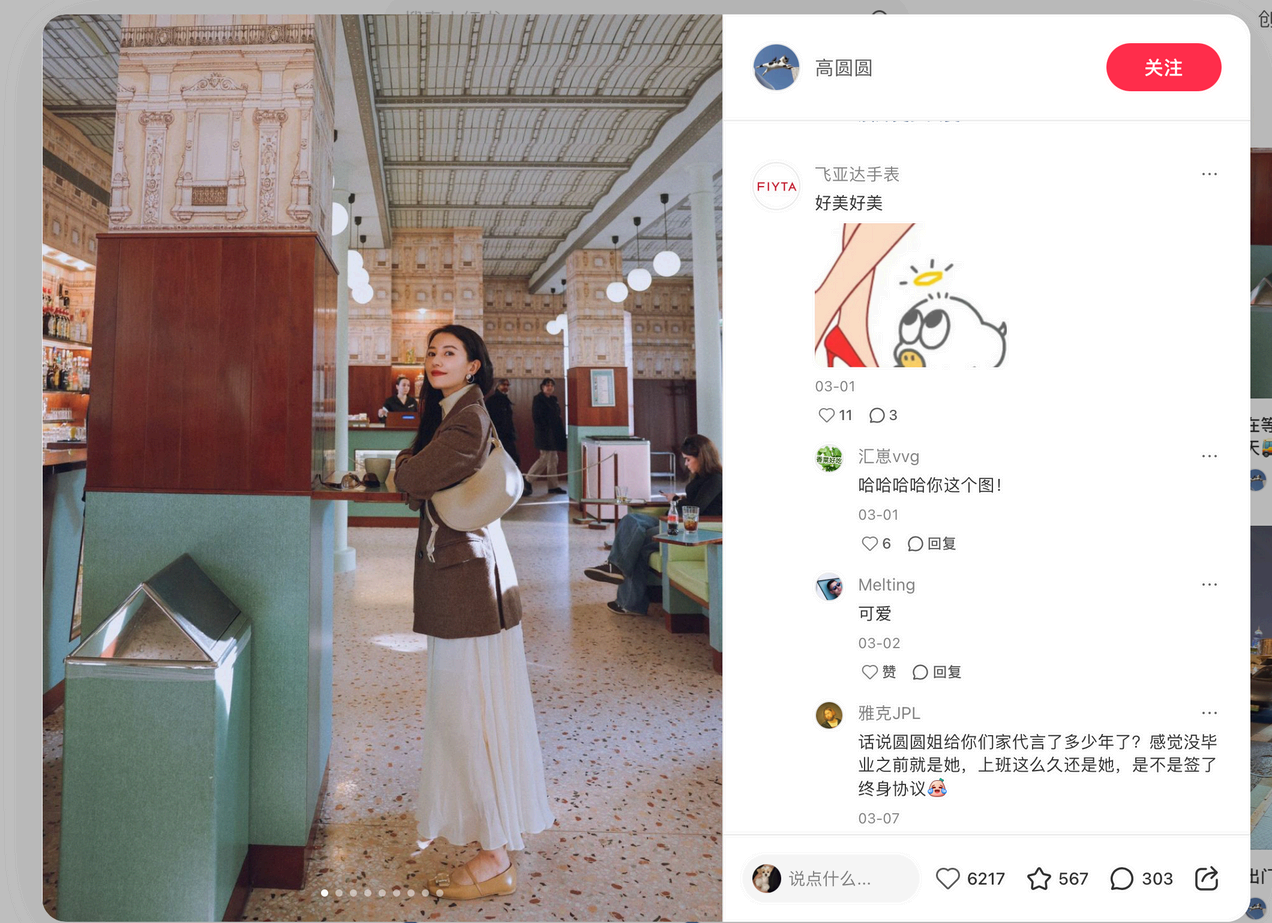 高圆圆
关注
FIYTA
飞亚达手表
好美好美
03-01
11
3
汇崽vvg
哈哈哈哈你这个图!
03-01
6
回复
Melting
可爱
03-02
赞
回复
雅克JPL
话说圆圆姐给你们家代言了多少年了?感觉没毕
业之前就是她,上班这么久还是她,是不是签了
终身协议
03-07
说点什么...
6217
567
303